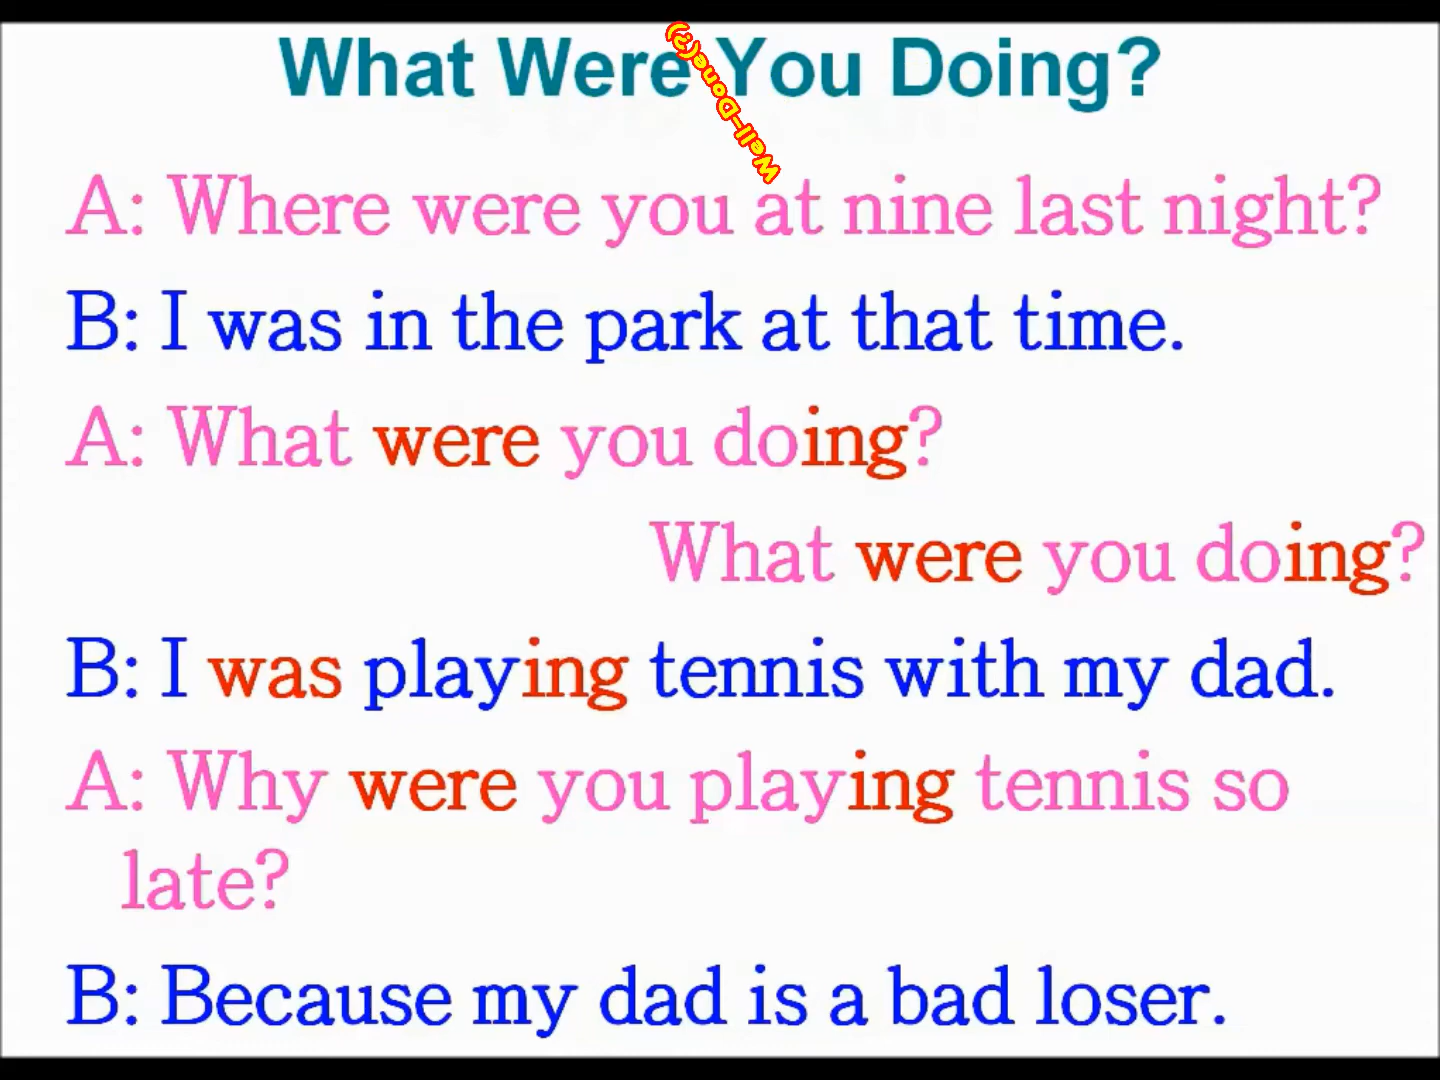 What Were You Doing?
Well-Done(?)
A: Where were you at nine last night?
B: I was in the park at that time.
A: What were you doing?
What were you doing?
B: I was playing tennis with my dad.
A: Why were you playing tennis so
late?
B: Because my dad is a bad loser.